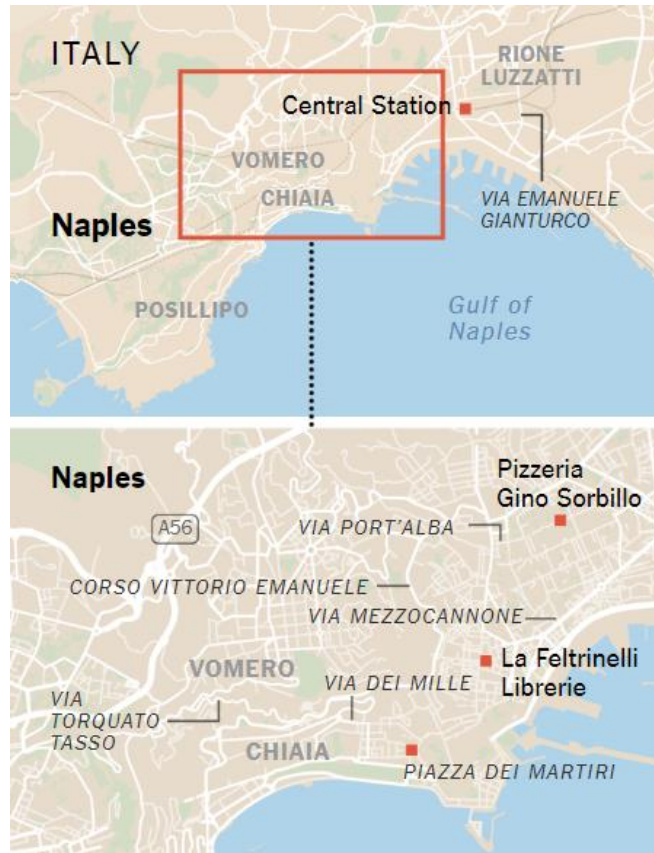 ITALY
RIONE
LUZZATTI
Central Station
VOMERO
CHIAIA
VIA EMANUELE
GIANTURCO
Naples
POSILLIPO
Gulf of
Naples
Naples
Pizzeria
Gino Sorbillo
A56
VIA PORT'ALBA
CORSO VITTORIO EMANUELE
VIA MEZZOCANNONE
La Feltrinelli
Librerie
VOMERO
VIA DEI MILLE
VIA
TORQUATO
TASSO
CHIAIA
PIAZZA DEI MARTIRI